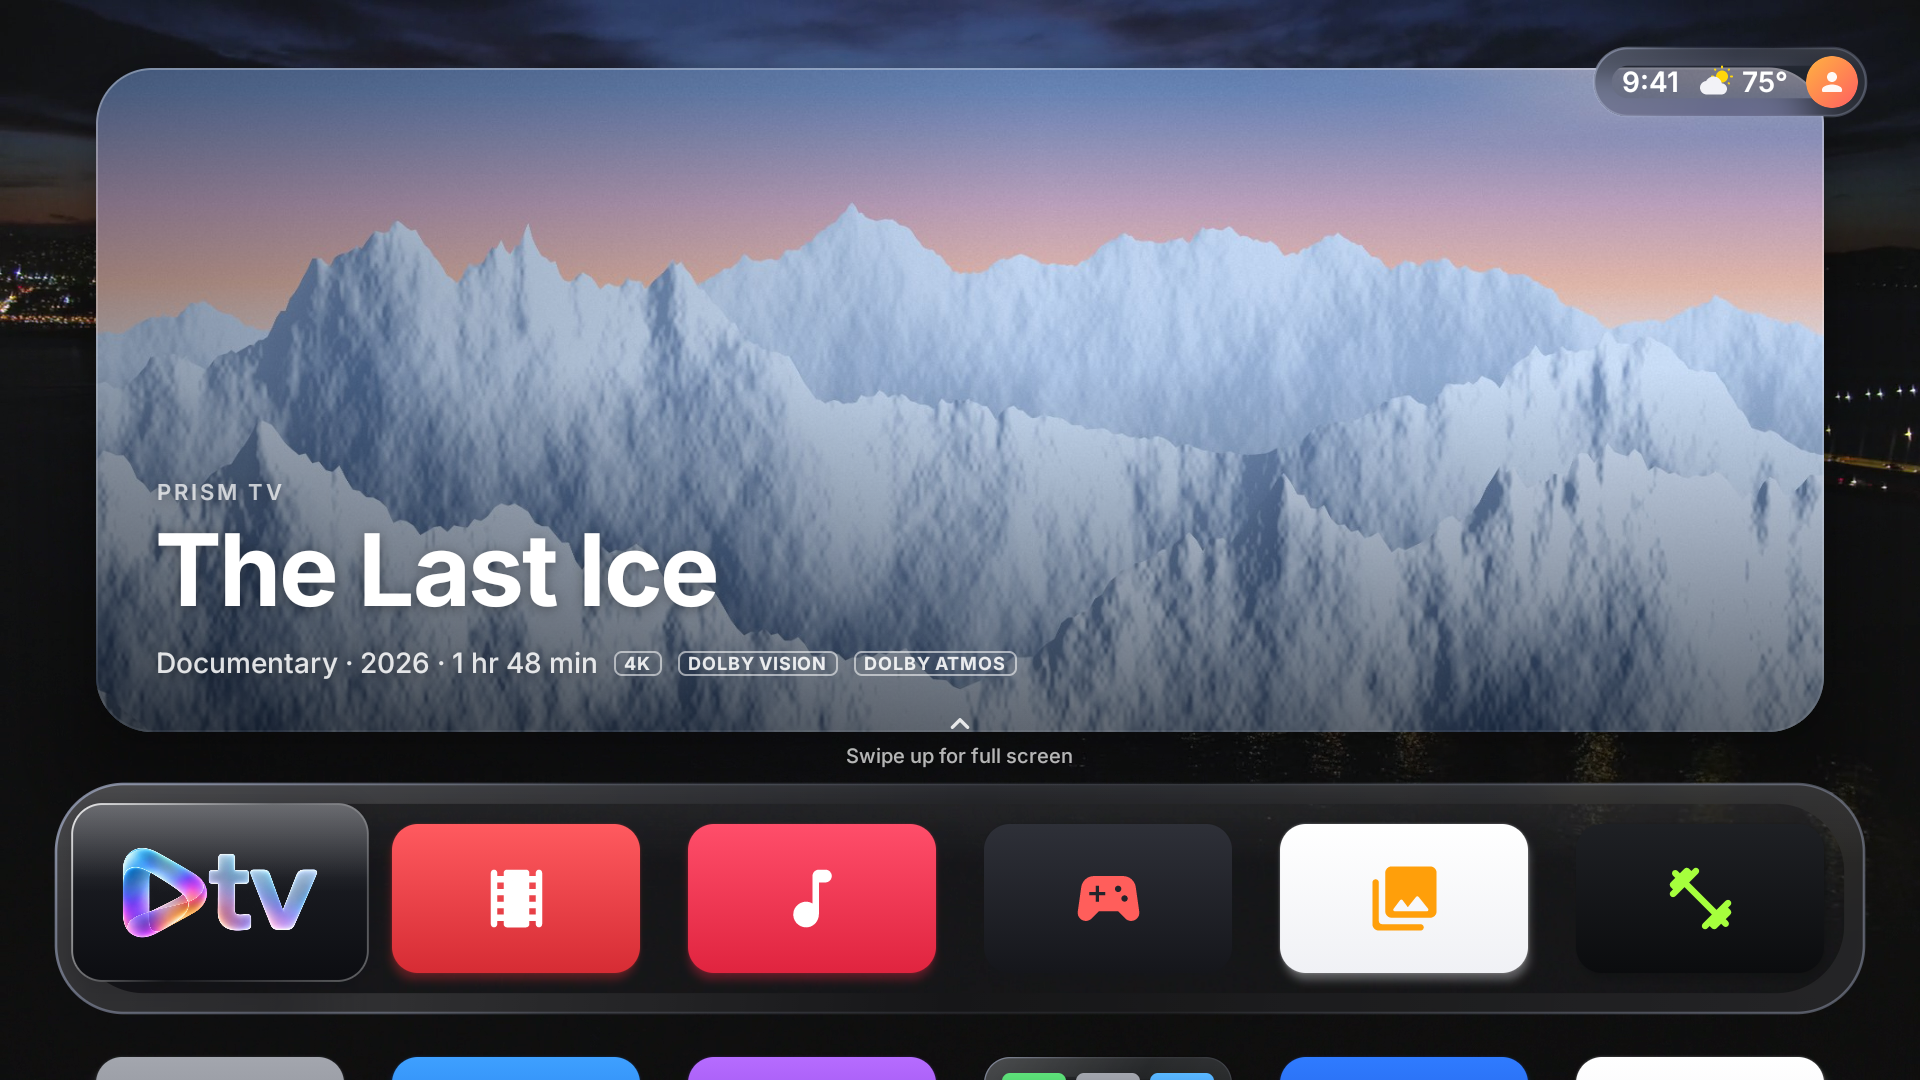 9:41 75°
PRISM TV
The Last Ice
Documentary · 2026 · 1 hr 48 min 4K DOLBY VISION DOLBY ATMOS
Swipe up for full screen
tv